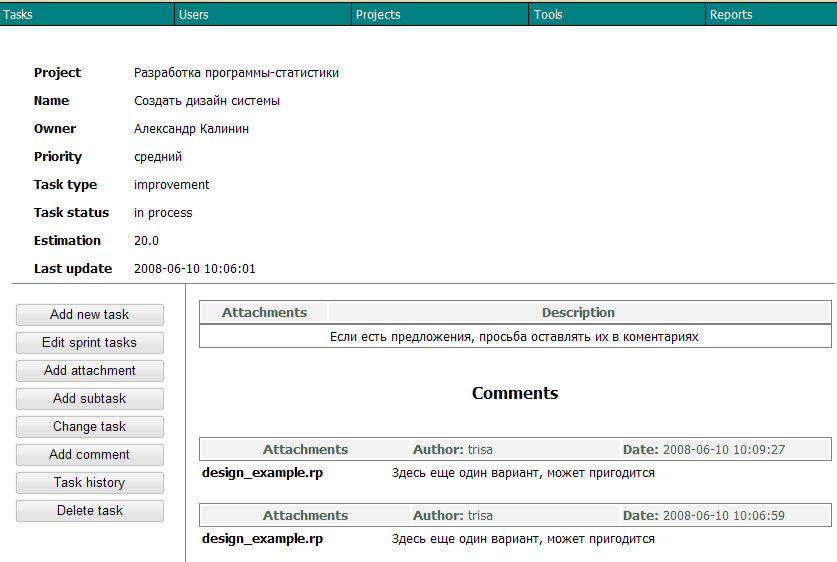 Tasks Users Projects Tools Reports
Project Разработка программы-статистики
Name Создать дизайн системы
Owner Александр Калинин
Priority средний
Task type improvement
Task status in process
Estimation 20.0
Last update 2008-06-10 10:06:01
Add new task
Edit sprint tasks
Add attachment
Add subtask
Change task
Add comment
Task history
Delete task
Attachments Description
Если есть предложения, просьба оставлять их в коментариях
Comments
Attachments Author: trisa Date: 2008-06-10 10:09:27
design_example.rp Здесь еще один вариант, может пригодится
Attachments Author: trisa Date: 2008-06-10 10:06:59
design_example.rp Здесь еще один вариант, может пригодится